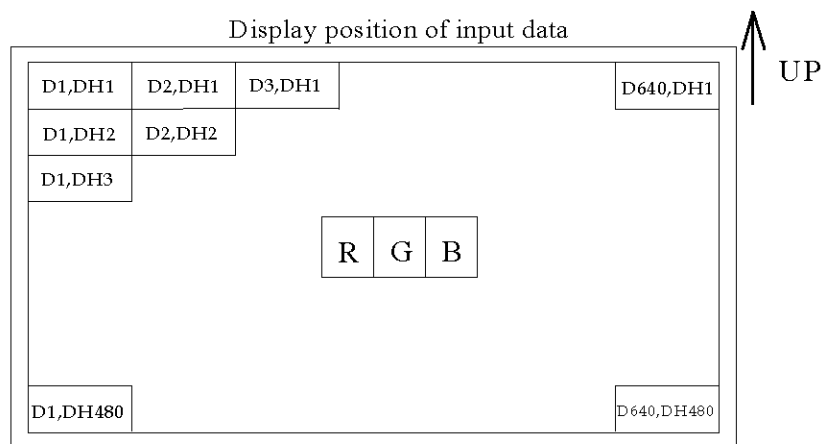 Display position of input data
UP
D1,DH1 D2,DH1 D3,DH1 D640,DH1
D1,DH2 D2,DH2
D1,DH3
R G B
D1,DH480 D640,DH480